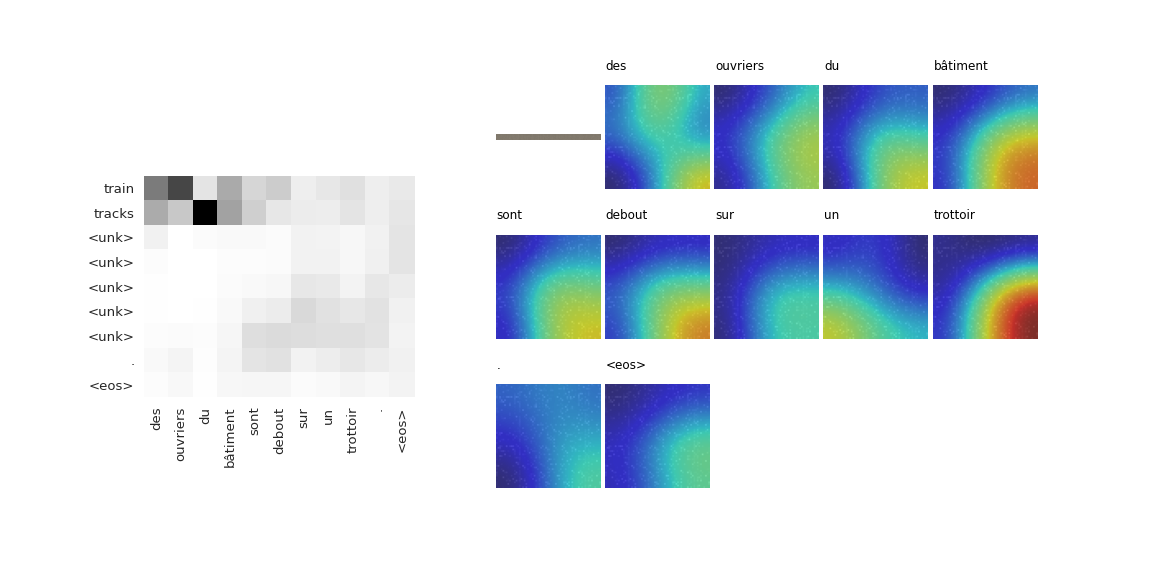 train
tracks
<unk>
<unk>
<unk>
<unk>
<unk>
.
<eos>
des ouvriers du bâtiment sont debout sur un trottoir . <eos>
des ouvriers du bâtiment
sont debout sur un trottoir
. <eos>